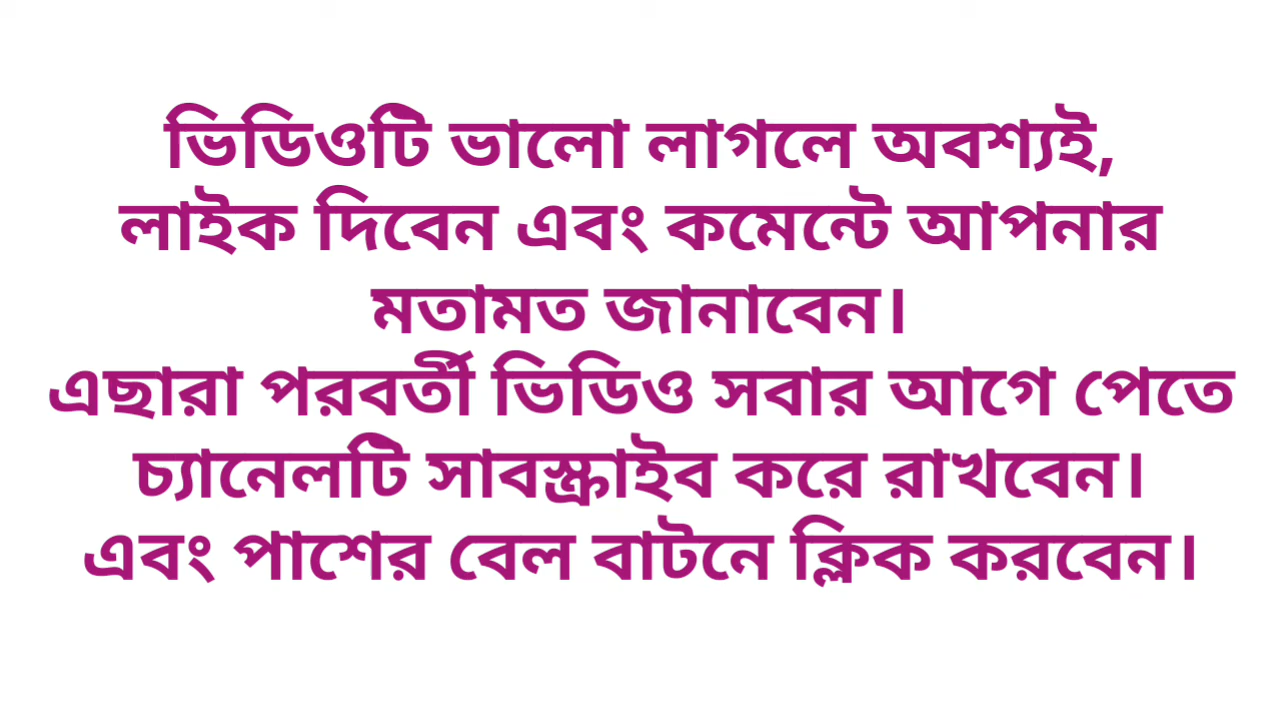 ভিডিওটি ভালো লাগলে অবশ্যই,
লাইক দিবেন এবং কমেন্টে আপনার
মতামত জানাবেন।
এছারা পরবর্তী ভিডিও সবার আগে পেতে
চ্যানেলটি সাবস্ক্রাইব করে রাখবেন।
এবং পাশের বেল বাটনে ক্লিক করবেন।